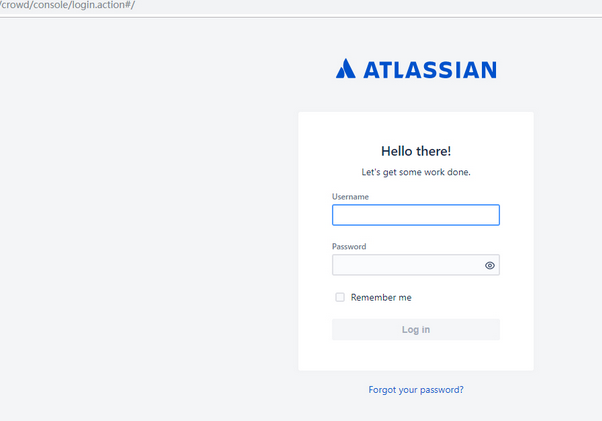 /crowd/console/login.action#/
ATLASSIAN
Hello there!
Let's get some work done.
Username
Password
Remember me
Log in
Forgot your password?